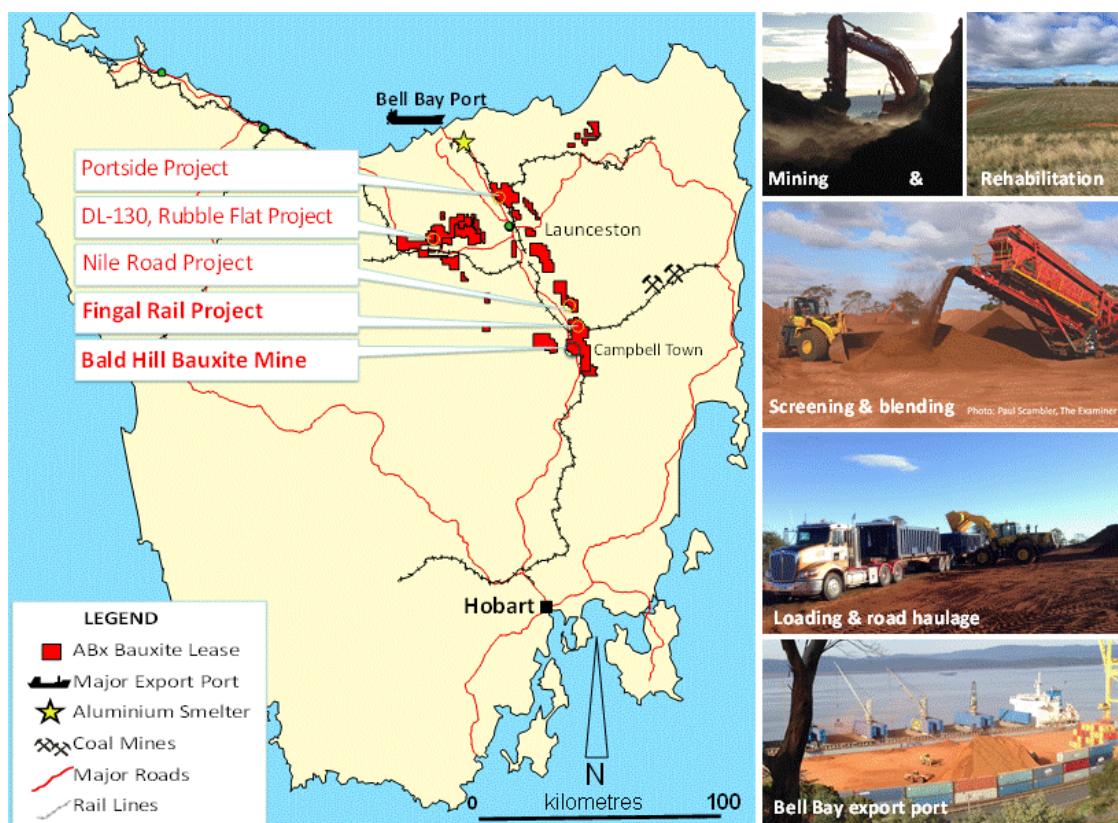 Bell Bay Port
Portside Project
DL-130, Rubble Flat Project
Nile Road Project
Fingal Rail Project
Bald Hill Bauxite Mine
Launceston
Campbell Town
Hobart
LEGEND
ABx Bauxite Lease
Major Export Port
Aluminium Smelter
Coal Mines
Major Roads
Rail Lines
N
0 kilometres 100
Mining & Rehabilitation
Screening & blending Photo: Paul Scambler, The Examiner
Loading & road haulage
Bell Bay export port